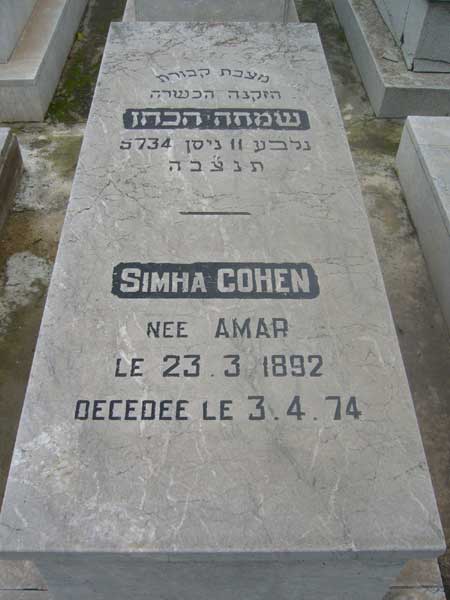 מצבת קבורת
הזקנה הכשרה
שמחה הכהן
נלבע 11 ניסן 5734
תנצבה
SIMHA COHEN
NEE AMAR
LE 23.3.1892
DECEDEE LE 3.4.74